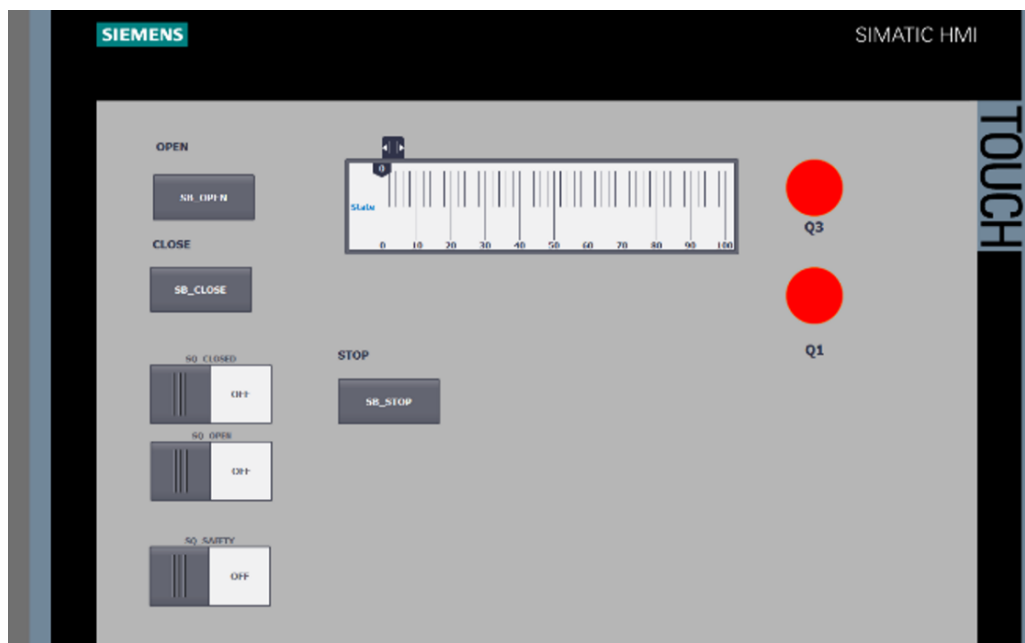 SIEMENS
SIMATIC HMI
TOUCH
OPEN
SB_OPEN
CLOSE
SB_CLOSE
0
State
0 10 20 30 40 50 60 70 80 90 100
Q3
Q1
SQ_CLOSED
OFF
SQ_OPEN
OFF
SQ_SAFETY
OFF
STOP
SB_STOP